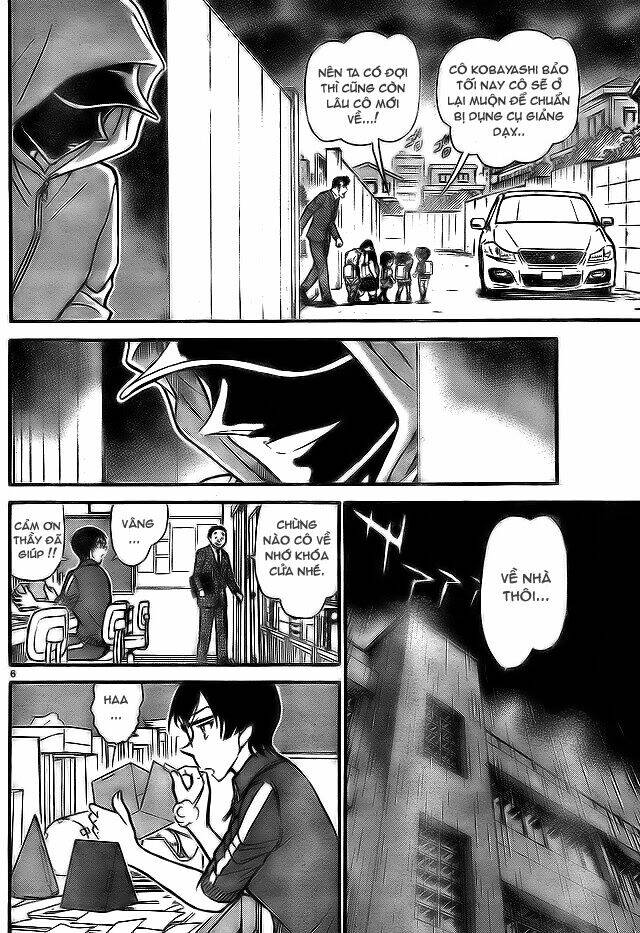 CÔ KOBAYASHI BẢO
TỐI NAY CÔ SẼ Ở
LẠI MUỘN ĐỂ CHUẨN
BỊ DỤNG CỤ GIẢNG
DẠY..
NÊN TA CÓ ĐỢI
THÌ CŨNG CÒN
LÂU CÔ MỚI
VỀ...!
VỀ NHÀ
THÔI...
CHỪNG
NÀO CÔ VỀ
NHỚ KHÓA
CỬA NHÉ.
VÂNG
...
CẢM ƠN
THẦY ĐÃ
GIÚP !!
6
HAA
...